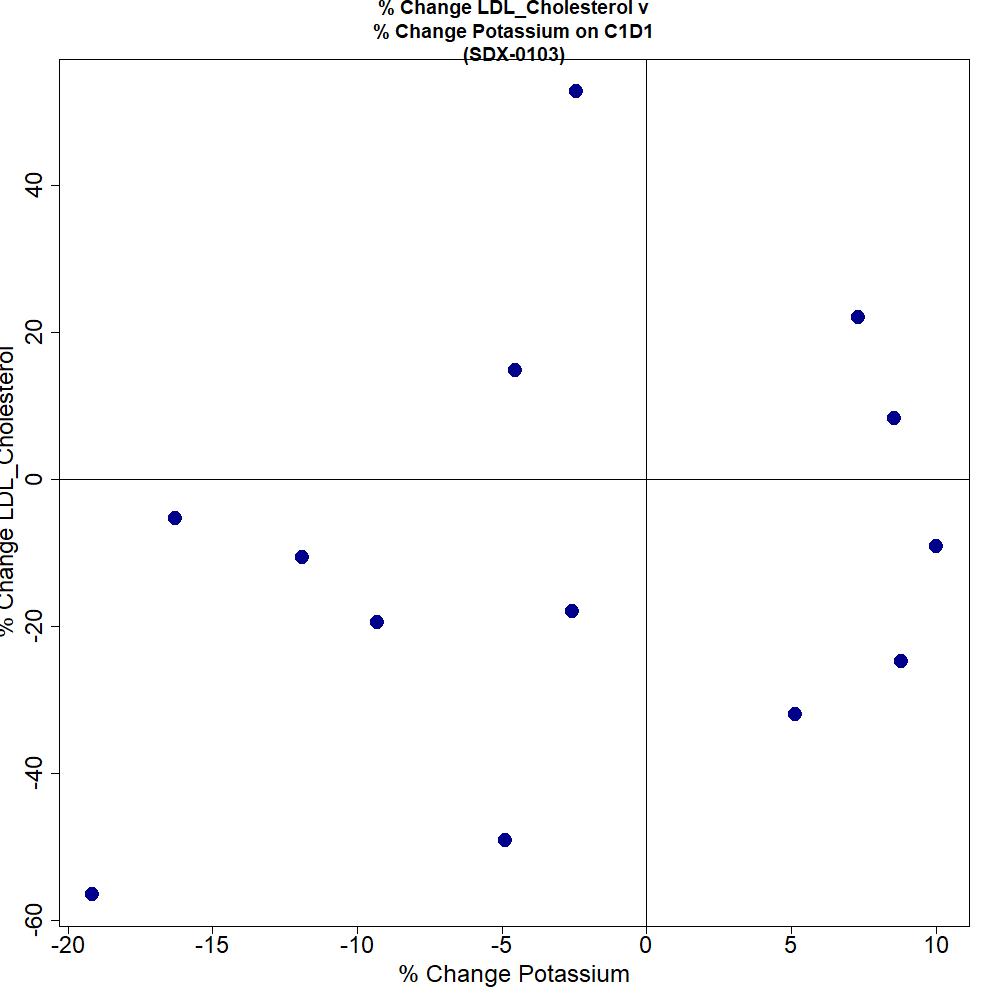 % Change LDL_Cholesterol v
% Change Potassium on C1D1
(SDX-0103)
% Change LDL_Cholesterol
40
20
0
-20
-40
-60
-20
-15
-10
-5
0
5
10
% Change Potassium